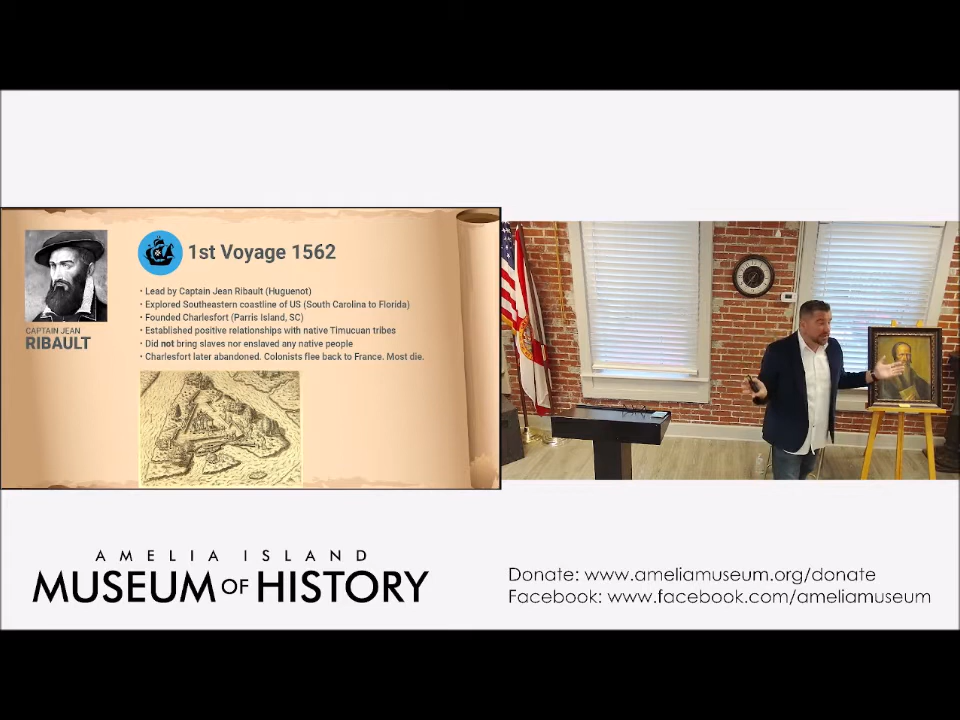 1st Voyage 1562
• Lead by Captain Jean Ribault (Huguenot)
• Explored Southeastern coastline of US (South Carolina to Florida)
• Founded Charlesfort (Parris Island, SC)
• Established positive relationships with native Timucuan tribes
• Did not bring slaves nor enslaved any native people
• Charlesfort later abandoned. Colonists flee back to France. Most die.
CAPTAIN JEAN
RIBAULT
AMELIA ISLAND
MUSEUM OF HISTORY
Donate: www.ameliamuseum.org/donate
Facebook: www.facebook.com/ameliamuseum